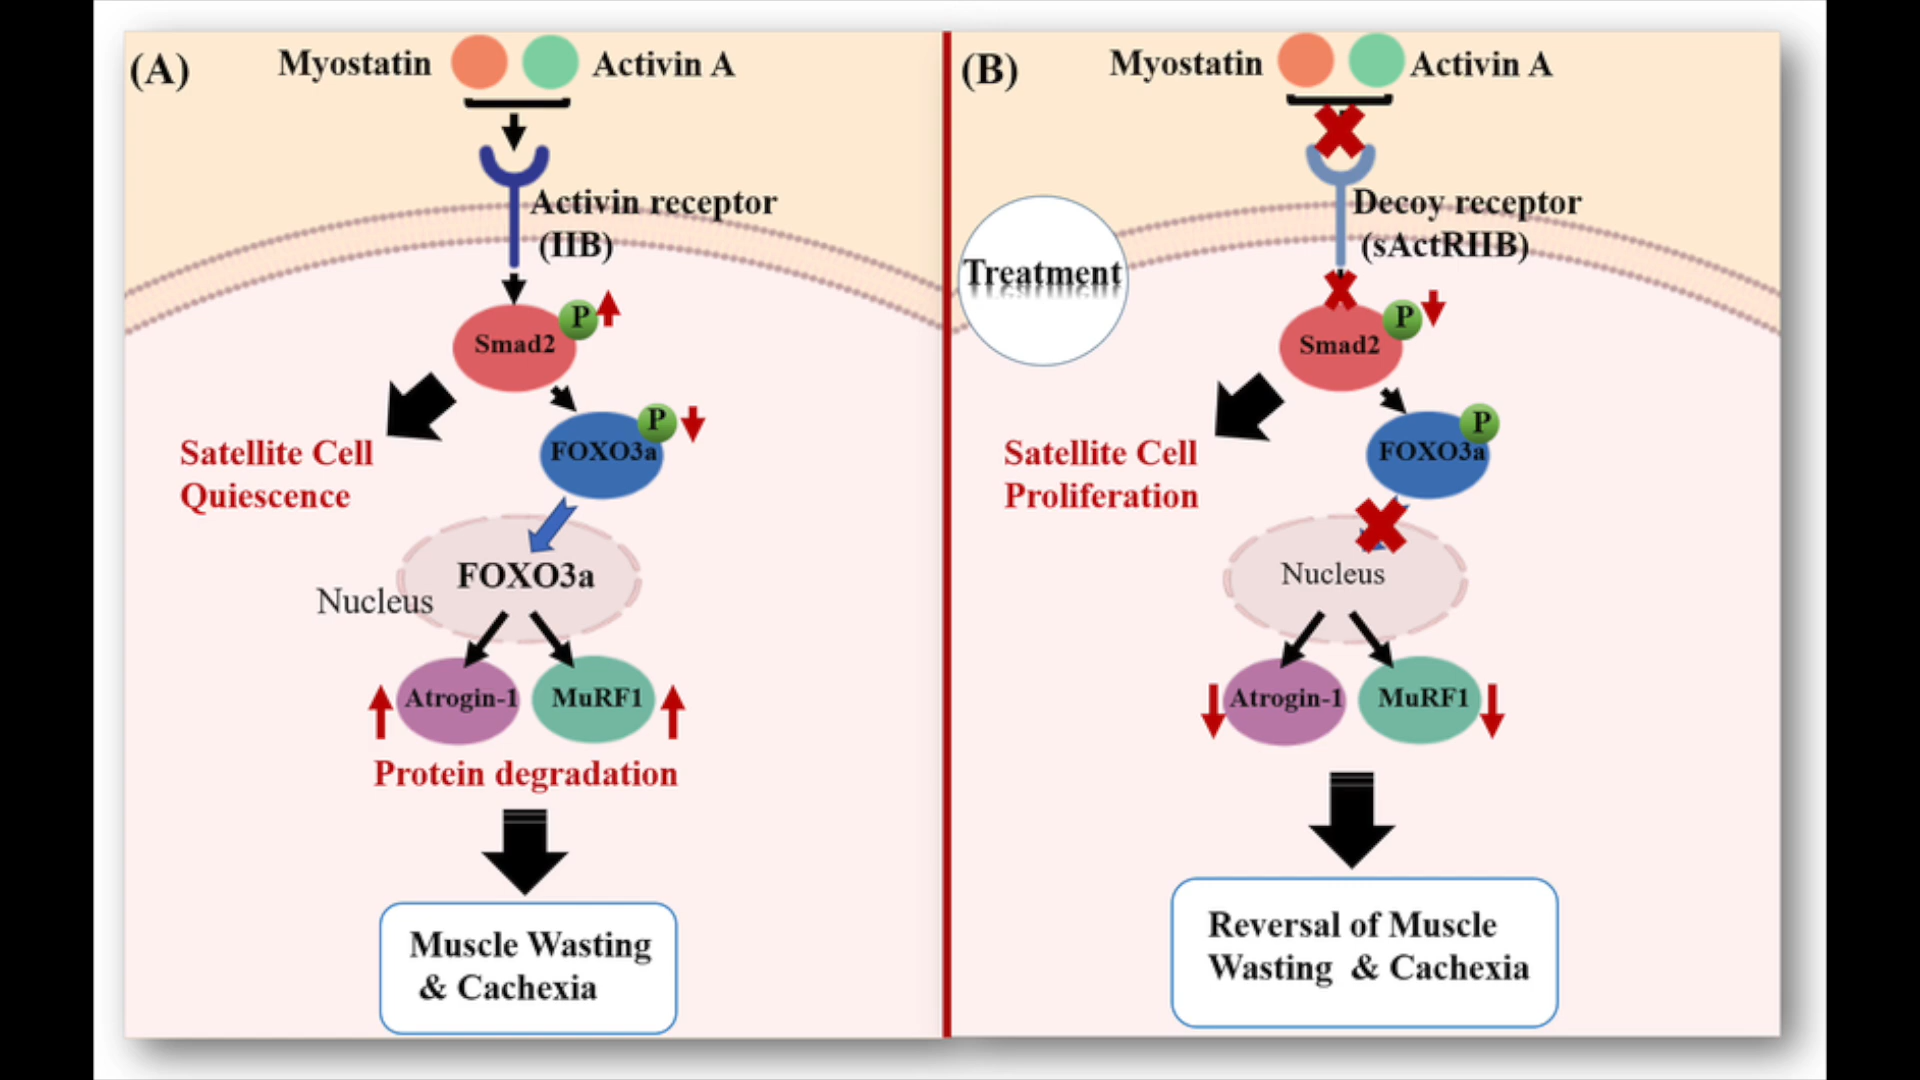 (A)
Myostatin
Activin A
Activin receptor
(IIB)
P
Smad2
P
FOXO3a
Satellite Cell
Quiescence
FOXO3a
Nucleus
Atrogin-1
MuRF1
Protein degradation
Muscle Wasting
& Cachexia
(B)
Myostatin
Activin A
Decoy receptor
(sActRIIB)
Treatment
P
Smad2
P
FOXO3a
Satellite Cell
Proliferation
Nucleus
Atrogin-1
MuRF1
Reversal of Muscle
Wasting & Cachexia